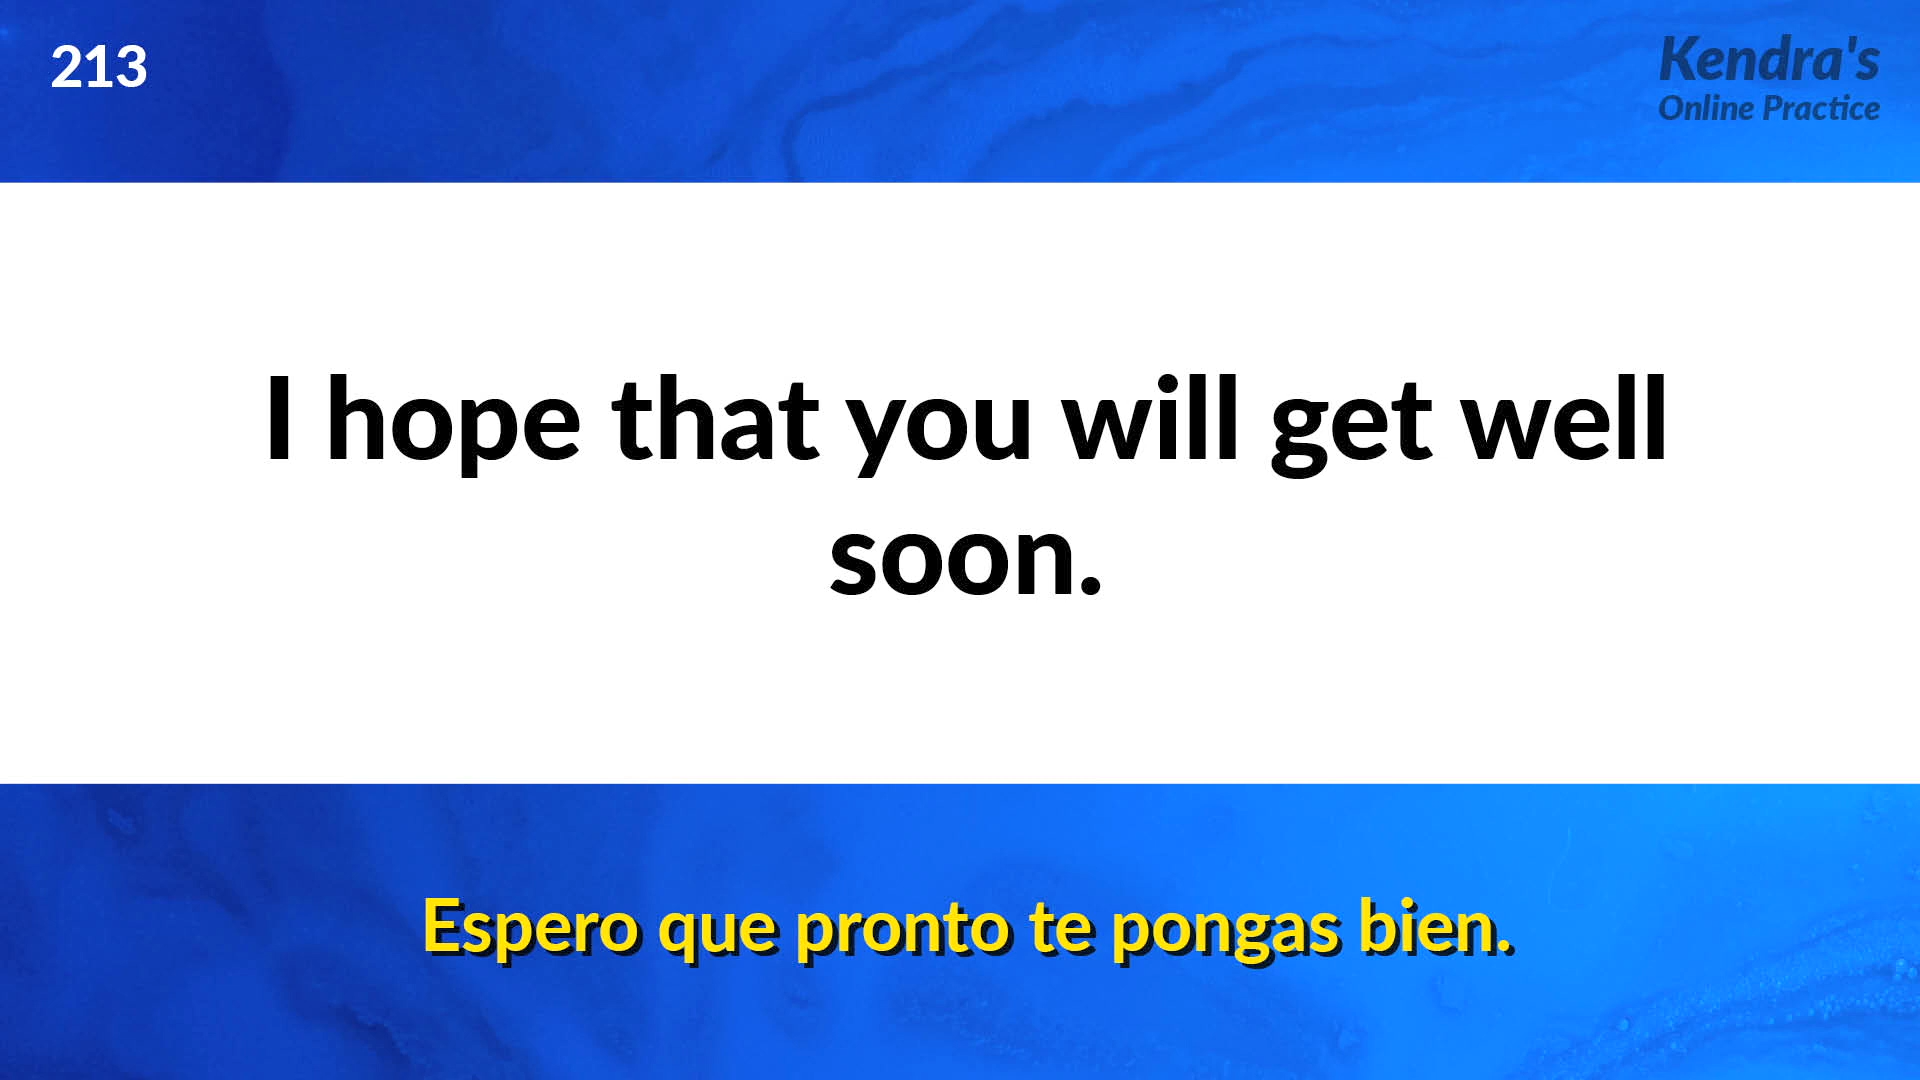 213
Kendra's
Online Practice
I hope that you will get well
soon.
Espero que pronto te pongas bien.